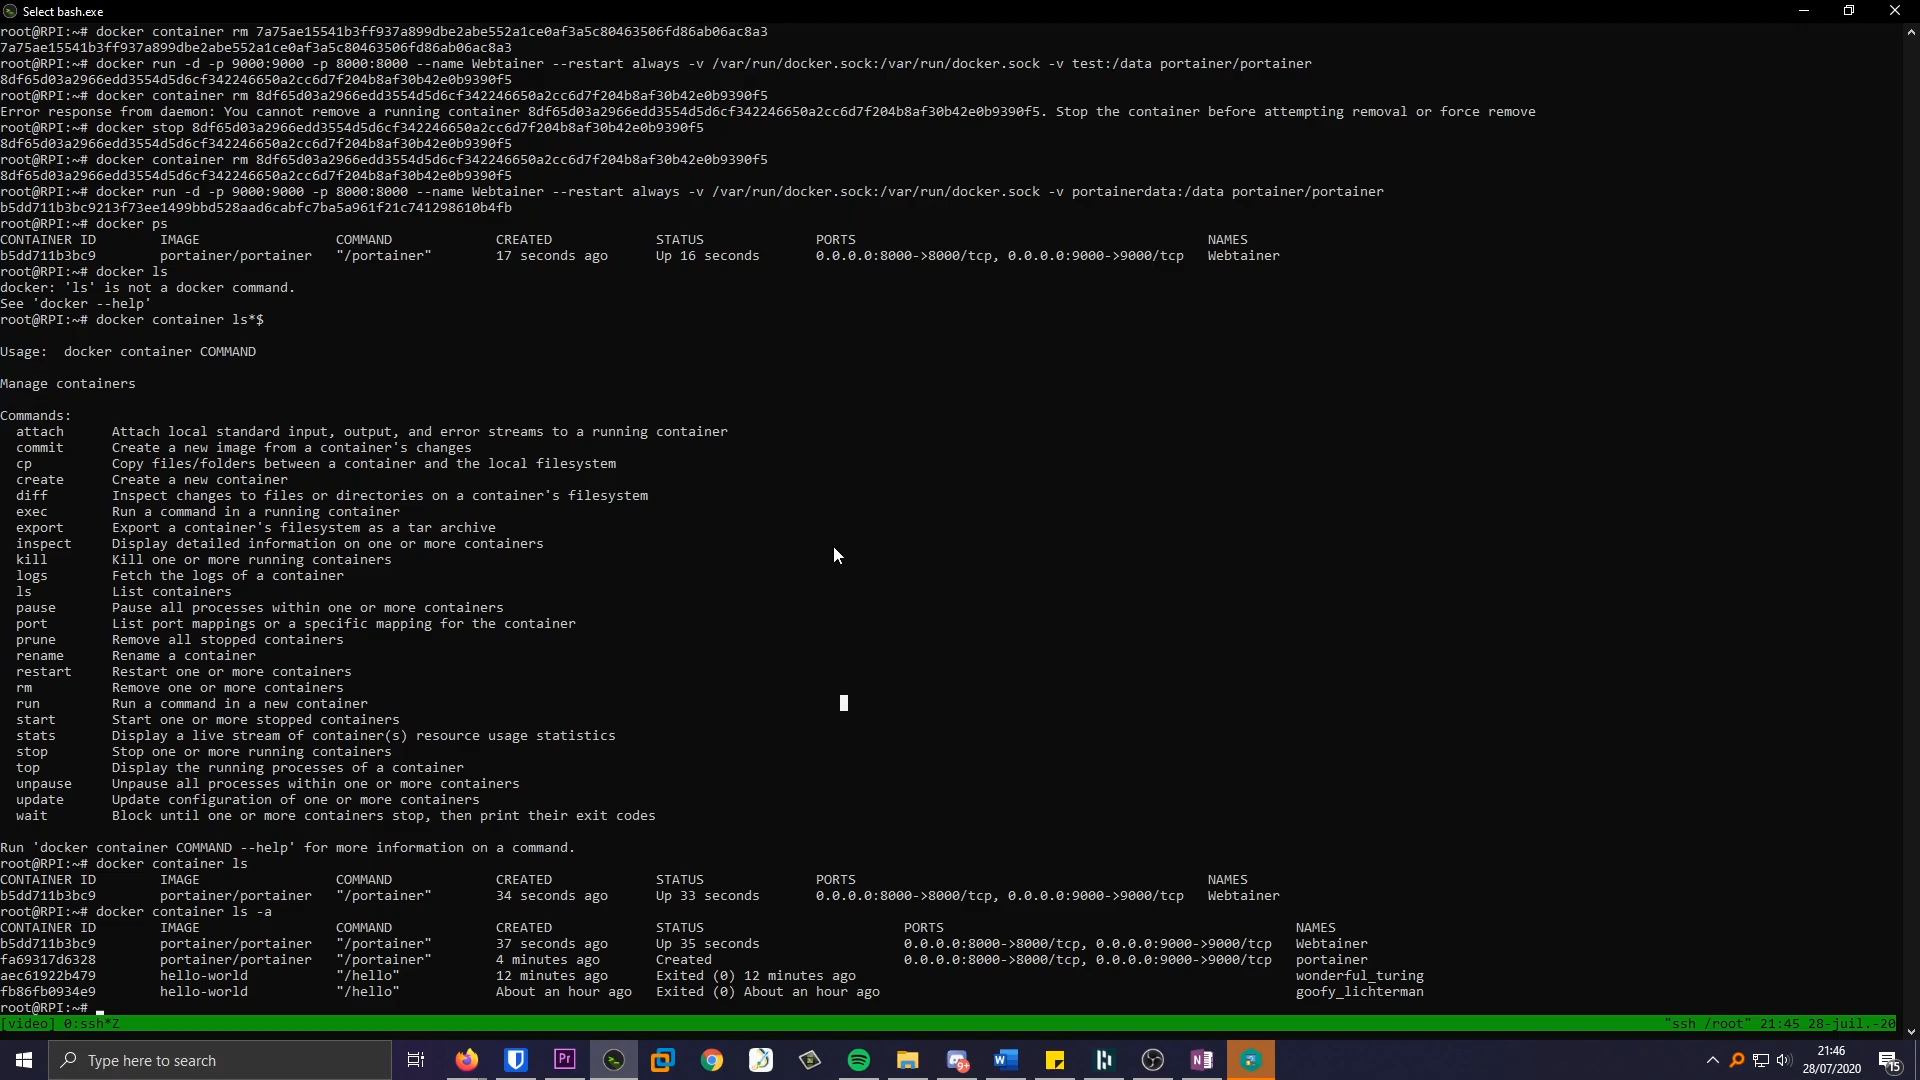 Select bash.exe
root@RPI:~# docker container rm 7a75ae15541b3ff937a899dbe2abe552a1ce0af3a5c80463506fd86ab06ac8a3
7a75ae15541b3ff937a899dbe2abe552a1ce0af3a5c80463506fd86ab06ac8a3
root@RPI:~# docker run -d -p 9000:9000 -p 8000:8000 --name Webtainer --restart always -v /var/run/docker.sock:/var/run/docker.sock -v test:/data portainer/portainer
8df65d03a2966edd3554d5d6cf342246650a2cc6d7f204b8af30b42e0b9390f5
root@RPI:~# docker container rm 8df65d03a2966edd3554d5d6cf342246650a2cc6d7f204b8af30b42e0b9390f5
Error response from daemon: You cannot remove a running container 8df65d03a2966edd3554d5d6cf342246650a2cc6d7f204b8af30b42e0b9390f5. Stop the container before attempting removal or force remove
root@RPI:~# docker stop 8df65d03a2966edd3554d5d6cf342246650a2cc6d7f204b8af30b42e0b9390f5
8df65d03a2966edd3554d5d6cf342246650a2cc6d7f204b8af30b42e0b9390f5
root@RPI:~# docker container rm 8df65d03a2966edd3554d5d6cf342246650a2cc6d7f204b8af30b42e0b9390f5
8df65d03a2966edd3554d5d6cf342246650a2cc6d7f204b8af30b42e0b9390f5
root@RPI:~# docker run -d -p 9000:9000 -p 8000:8000 --name Webtainer --restart always -v /var/run/docker.sock:/var/run/docker.sock -v portainerdata:/data portainer/portainer
b5dd711b3bc9213f73ee1499bbd528aad6cabfc7ba5a961f21c741298610b4fb
root@RPI:~# docker ps
CONTAINER ID IMAGE COMMAND CREATED STATUS PORTS NAMES
b5dd711b3bc9 portainer/portainer "/portainer" 17 seconds ago Up 16 seconds 0.0.0.0:8000->8000/tcp, 0.0.0.0:9000->9000/tcp Webtainer
root@RPI:~# docker ls
docker: 'ls' is not a docker command.
See 'docker --help'
root@RPI:~# docker container ls*$
Usage: docker container COMMAND
Manage containers
Commands:
attach Attach local standard input, output, and error streams to a running container
commit Create a new image from a container's changes
cp Copy files/folders between a container and the local filesystem
create Create a new container
diff Inspect changes to files or directories on a container's filesystem
exec Run a command in a running container
export Export a container's filesystem as a tar archive
inspect Display detailed information on one or more containers
kill Kill one or more running containers
logs Fetch the logs of a container
ls List containers
pause Pause all processes within one or more containers
port List port mappings or a specific mapping for the container
prune Remove all stopped containers
rename Rename a container
restart Restart one or more containers
rm Remove one or more containers
run Run a command in a new container
start Start one or more stopped containers
stats Display a live stream of container(s) resource usage statistics
stop Stop one or more running containers
top Display the running processes of a container
unpause Unpause all processes within one or more containers
update Update configuration of one or more containers
wait Block until one or more containers stop, then print their exit codes
Run 'docker container COMMAND --help' for more information on a command.
root@RPI:~# docker container ls
CONTAINER ID IMAGE COMMAND CREATED STATUS PORTS NAMES
b5dd711b3bc9 portainer/portainer "/portainer" 34 seconds ago Up 33 seconds 0.0.0.0:8000->8000/tcp, 0.0.0.0:9000->9000/tcp Webtainer
root@RPI:~# docker container ls -a
CONTAINER ID IMAGE COMMAND CREATED STATUS PORTS NAMES
b5dd711b3bc9 portainer/portainer "/portainer" 37 seconds ago Up 35 seconds 0.0.0.0:8000->8000/tcp, 0.0.0.0:9000->9000/tcp Webtainer
fa69317d6328 portainer/portainer "/portainer" 4 minutes ago Created 0.0.0.0:8000->8000/tcp, 0.0.0.0:9000->9000/tcp portainer
aec61922b479 hello-world "/hello" 12 minutes ago Exited (0) 12 minutes ago wonderful_turing
fb86fb0934e9 hello-world "/hello" About an hour ago Exited (0) About an hour ago goofy_lichterman
root@RPI:~#
[video] 0:ssh*Z "ssh /root" 21:45 28-juil.-20
Type here to search
Pr
9+
W
N
21:46
28/07/2020
15